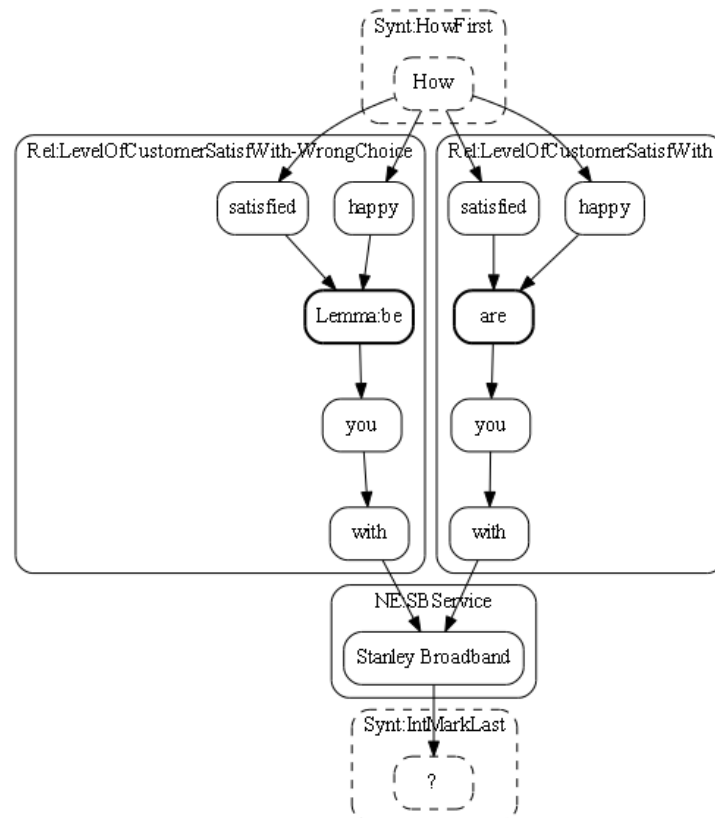 Synt:HowFirst
How
Rel:LevelOfCustomerSatisfWith-WrongChoice
Rel:LevelOfCustomerSatisfWith
satisfied
happy
satisfied
happy
Lemma:be
are
you
you
with
with
NE:SBService
Stanley Broadband
Synt:IntMarkLast
?